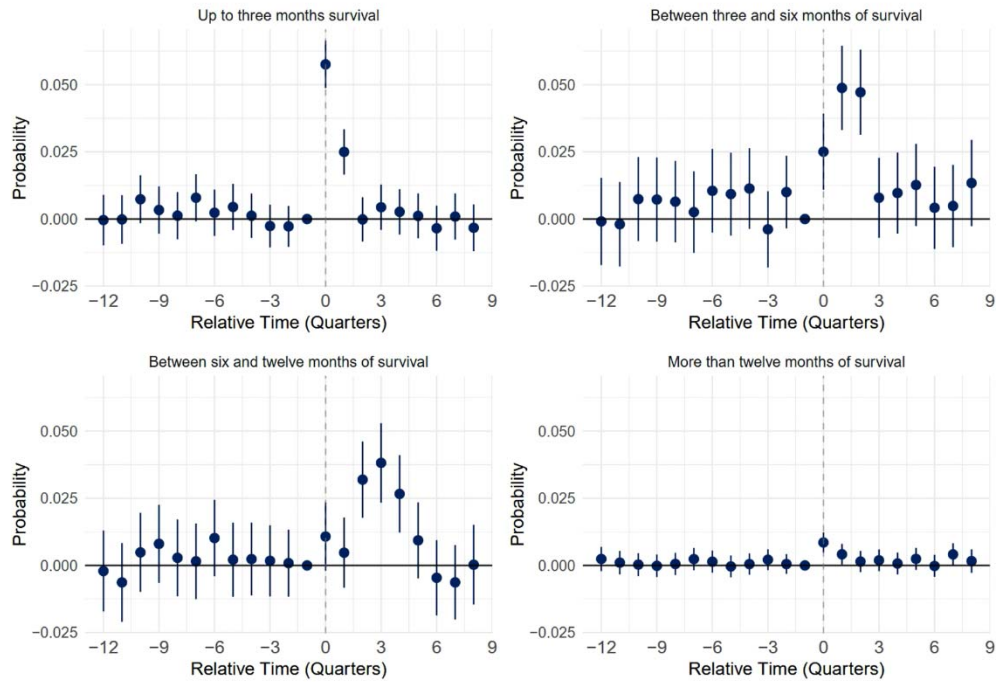 Up to three months survival
Probability
0.050
0.025
0.000
−0.025
−12 −9 −6 −3 0 3 6 9
Relative Time (Quarters)
Between three and six months of survival
Probability
0.050
0.025
0.000
−0.025
−12 −9 −6 −3 0 3 6 9
Relative Time (Quarters)
Between six and twelve months of survival
Probability
0.050
0.025
0.000
−0.025
−12 −9 −6 −3 0 3 6 9
Relative Time (Quarters)
More than twelve months of survival
Probability
0.050
0.025
0.000
−0.025
−12 −9 −6 −3 0 3 6 9
Relative Time (Quarters)